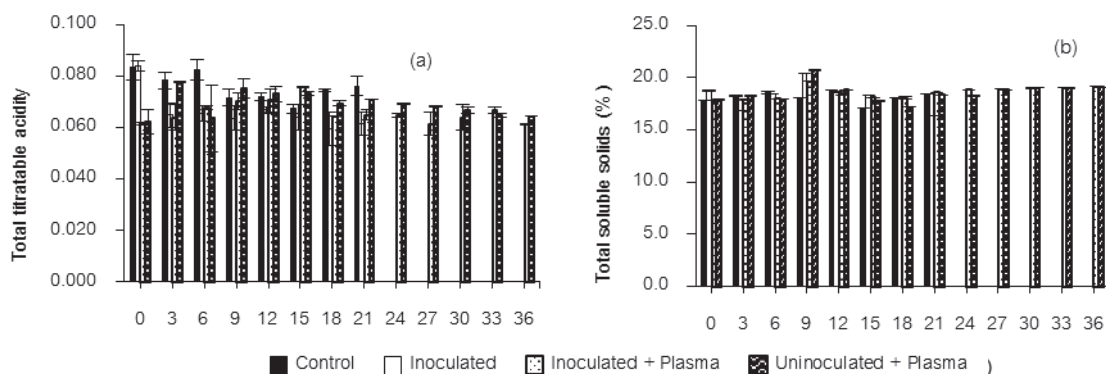 Total titratable acidity
0.100
0.080
0.060
0.040
0.020
0.000
(a)
0 3 6 9 12 15 18 21 24 27 30 33 36
Total soluble solids (%)
25.0
20.0
15.0
10.0
5.0
0.0
(b)
0 3 6 9 12 15 18 21 24 27 30 33 36
Control Inoculated Inoculated + Plasma Uninoculated + Plasma )